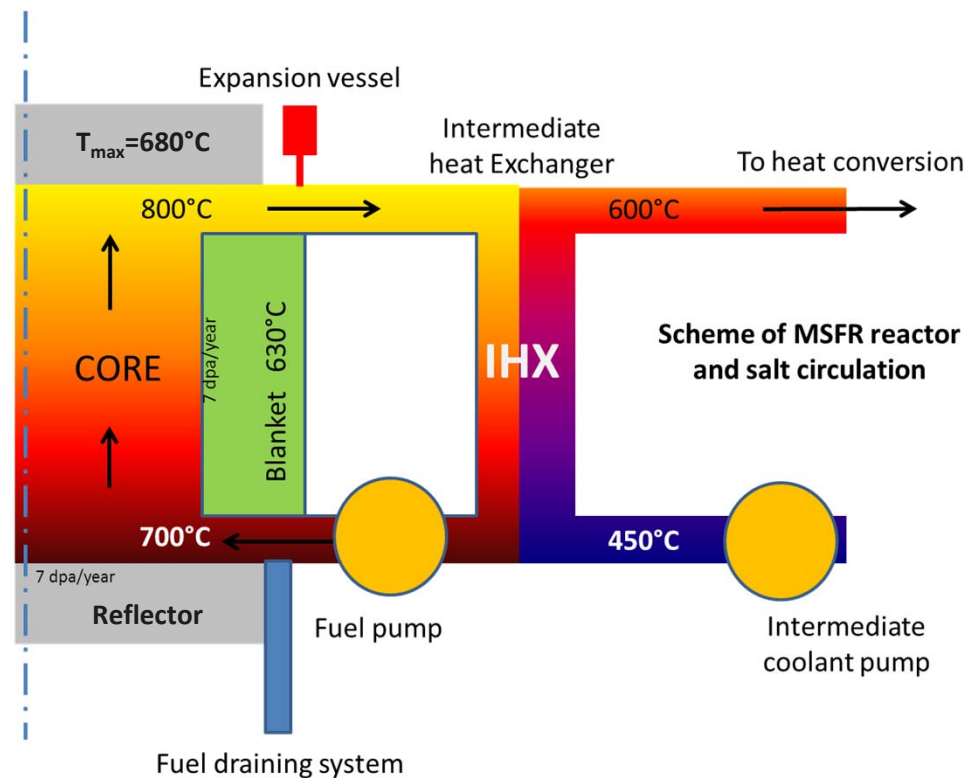 Expansion vessel
Tmax=680°C
Intermediate
heat Exchanger
To heat conversion
800°C
600°C
CORE
7 dpa/year
Blanket 630°C
IHX
Scheme of MSFR reactor
and salt circulation
700°C
450°C
7 dpa/year
Reflector
Fuel pump
Intermediate
coolant pump
Fuel draining system